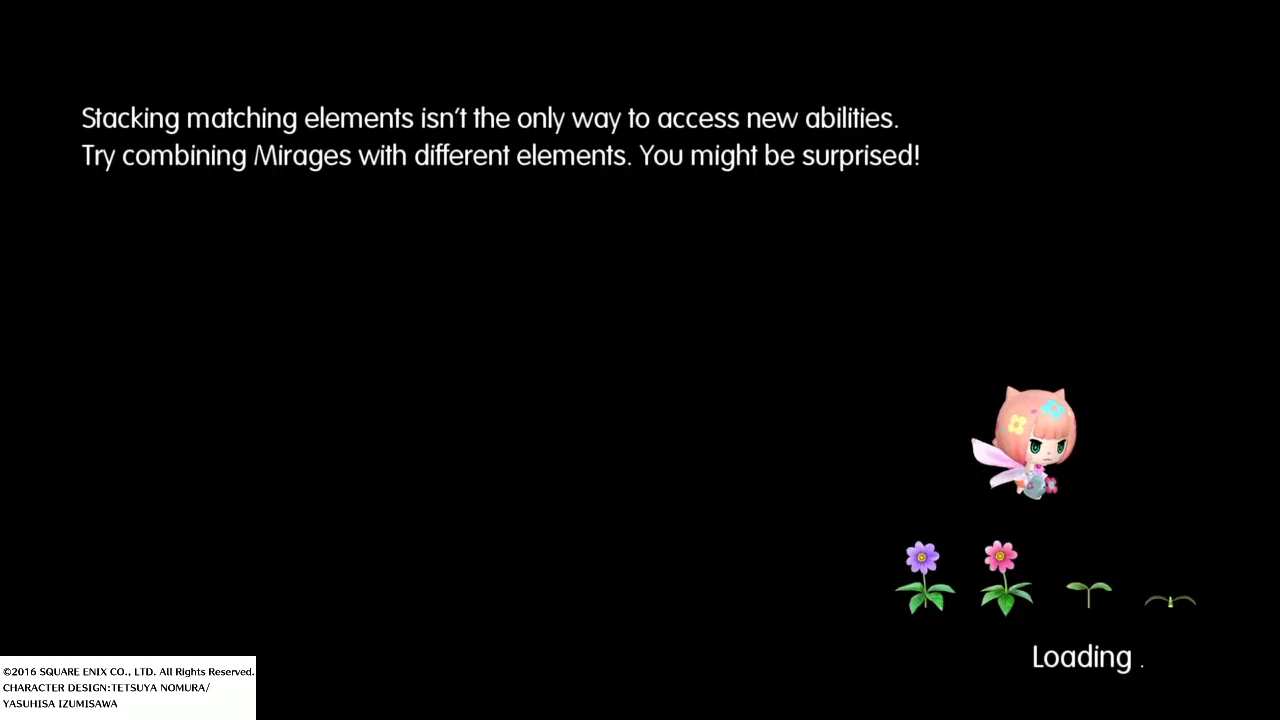 Stacking matching elements isn't the only way to access new abilities.
Try combining Mirages with different elements. You might be surprised!
Loading .
©2016 SQUARE ENIX CO., LTD. All Rights Reserved.
CHARACTER DESIGN:TETSUYA NOMURA/
YASUHISA IZUMISAWA